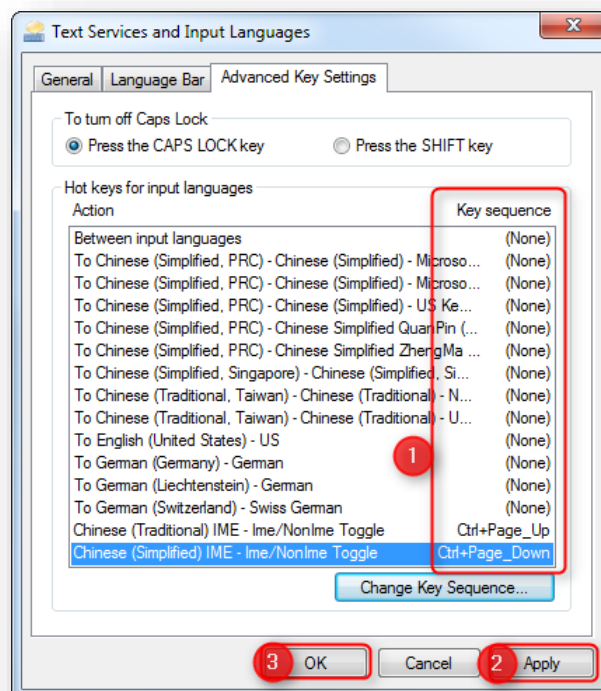 Text Services and Input Languages
General Language Bar Advanced Key Settings
To turn off Caps Lock
Press the CAPS LOCK key Press the SHIFT key
Hot keys for input languages
Action Key sequence
Between input languages (None)
To Chinese (Simplified, PRC) - Chinese (Simplified) - Microso... (None)
To Chinese (Simplified, PRC) - Chinese (Simplified) - Microso... (None)
To Chinese (Simplified, PRC) - Chinese (Simplified) - US Ke... (None)
To Chinese (Simplified, PRC) - Chinese Simplified QuanPin (... (None)
To Chinese (Simplified, PRC) - Chinese Simplified ZhengMa ... (None)
To Chinese (Simplified, Singapore) - Chinese (Simplified, Si... (None)
To Chinese (Traditional, Taiwan) - Chinese (Traditional) - N... (None)
To Chinese (Traditional, Taiwan) - Chinese (Traditional) - U... (None)
To English (United States) - US (None)
To German (Germany) - German (None)
1
To German (Liechtenstein) - German (None)
To German (Switzerland) - Swiss German (None)
Chinese (Traditional) IME - Ime/NonIme Toggle Ctrl+Page_Up
Chinese (Simplified) IME - Ime/NonIme Toggle Ctrl+Page_Down
Change Key Sequence...
3 OK Cancel 2 Apply